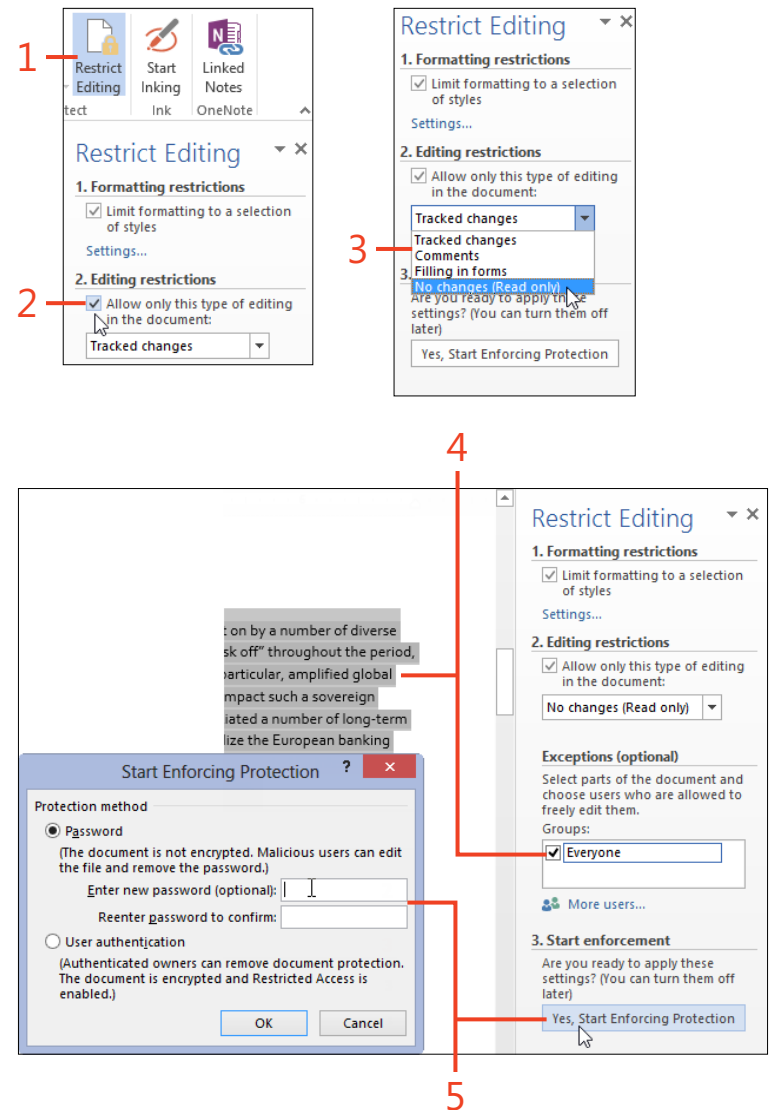 1
Restrict
Editing
Start
Inking
Linked
Notes
tect
Ink
OneNote
Restrict Editing
1. Formatting restrictions
Limit formatting to a selection
of styles
Settings...
2. Editing restrictions
2
Allow only this type of editing
in the document:
Tracked changes
Restrict Editing
1. Formatting restrictions
Limit formatting to a selection
of styles
Settings...
2. Editing restrictions
Allow only this type of editing
in the document:
Tracked changes
3
Tracked changes
Comments
Filling in forms
3.
No changes (Read only)
Are you ready to apply these
settings? (You can turn them off
later)
Yes, Start Enforcing Protection
4
t on by a number of diverse
sk off” throughout the period,
particular, amplified global
mpact such a sovereign
iated a number of long-term
lize the European banking
Start Enforcing Protection
?
Protection method
Password
(The document is not encrypted. Malicious users can edit
the file and remove the password.)
Enter new password (optional):
Reenter password to confirm:
User authentication
(Authenticated owners can remove document protection.
The document is encrypted and Restricted Access is
enabled.)
OK
Cancel
Restrict Editing
1. Formatting restrictions
Limit formatting to a selection
of styles
Settings...
2. Editing restrictions
Allow only this type of editing
in the document:
No changes (Read only)
Exceptions (optional)
Select parts of the document and
choose users who are allowed to
freely edit them.
Groups:
Everyone
More users...
3. Start enforcement
Are you ready to apply these
settings? (You can turn them off
later)
Yes, Start Enforcing Protection
5